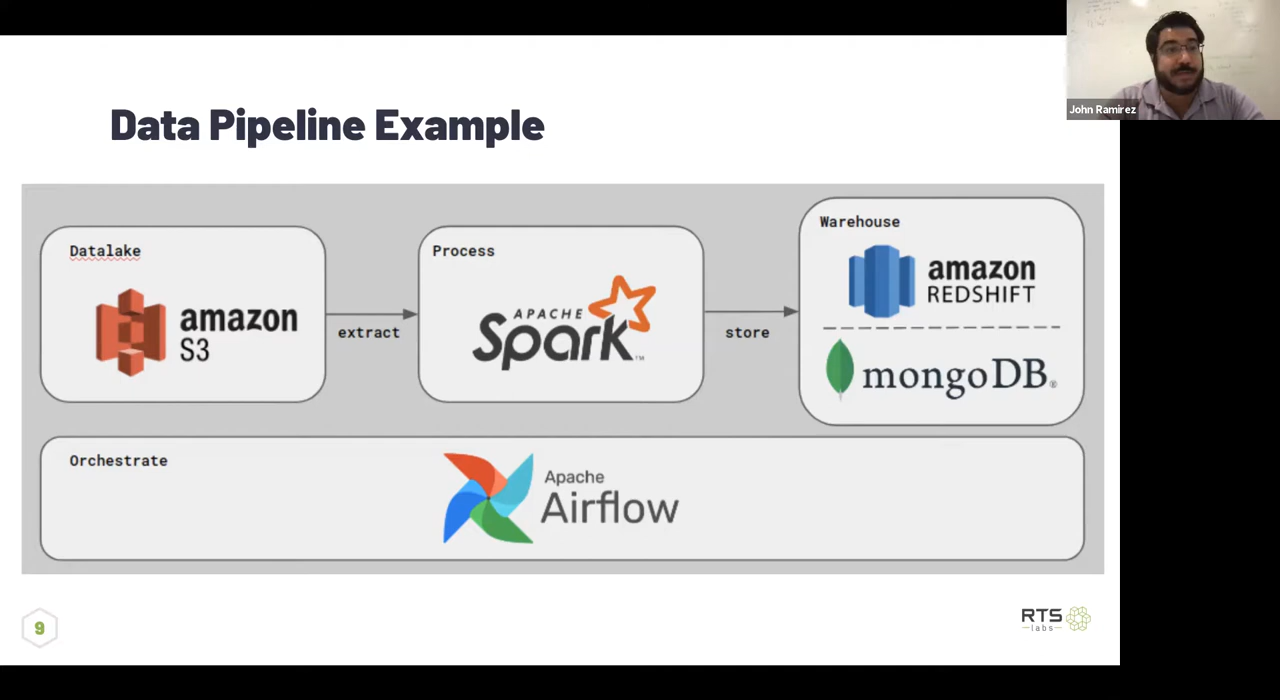 John Ramirez
Data Pipeline Example
Datalake
amazon
S3
extract
Process
APACHE
Spark™
store
Warehouse
amazon
REDSHIFT
mongoDB®
Orchestrate
Apache
Airflow
9
RTS
labs